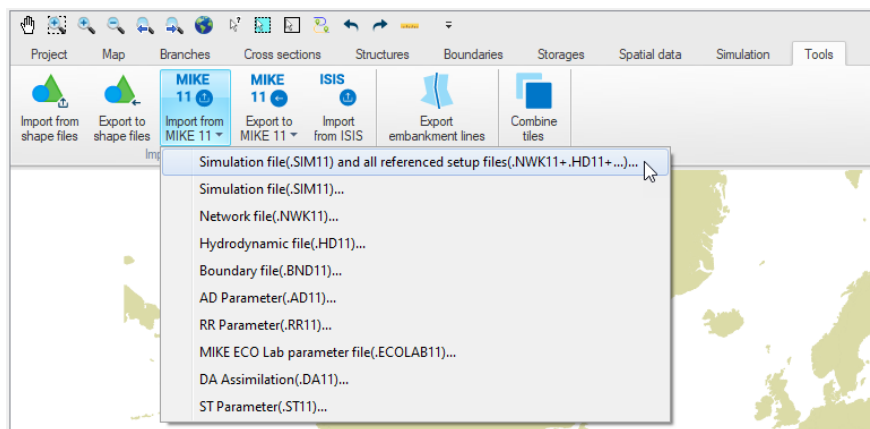 Project Map Branches Cross sections Structures Boundaries Storages Spatial data Simulation Tools
MIKE 11 MIKE 11 ISIS
Import from shape files
Export to shape files
Import from MIKE 11
Export to MIKE 11
Import from ISIS
Export embankment lines
Combine tiles
Simulation file(.SIM11) and all referenced setup files(.NWK11+.HD11+...)...
Simulation file(.SIM11)...
Network file(.NWK11)...
Hydrodynamic file(.HD11)...
Boundary file(.BND11)...
AD Parameter(.AD11)...
RR Parameter(.RR11)...
MIKE ECO Lab parameter file(.ECOLAB11)...
DA Assimilation(.DA11)...
ST Parameter(.ST11)...